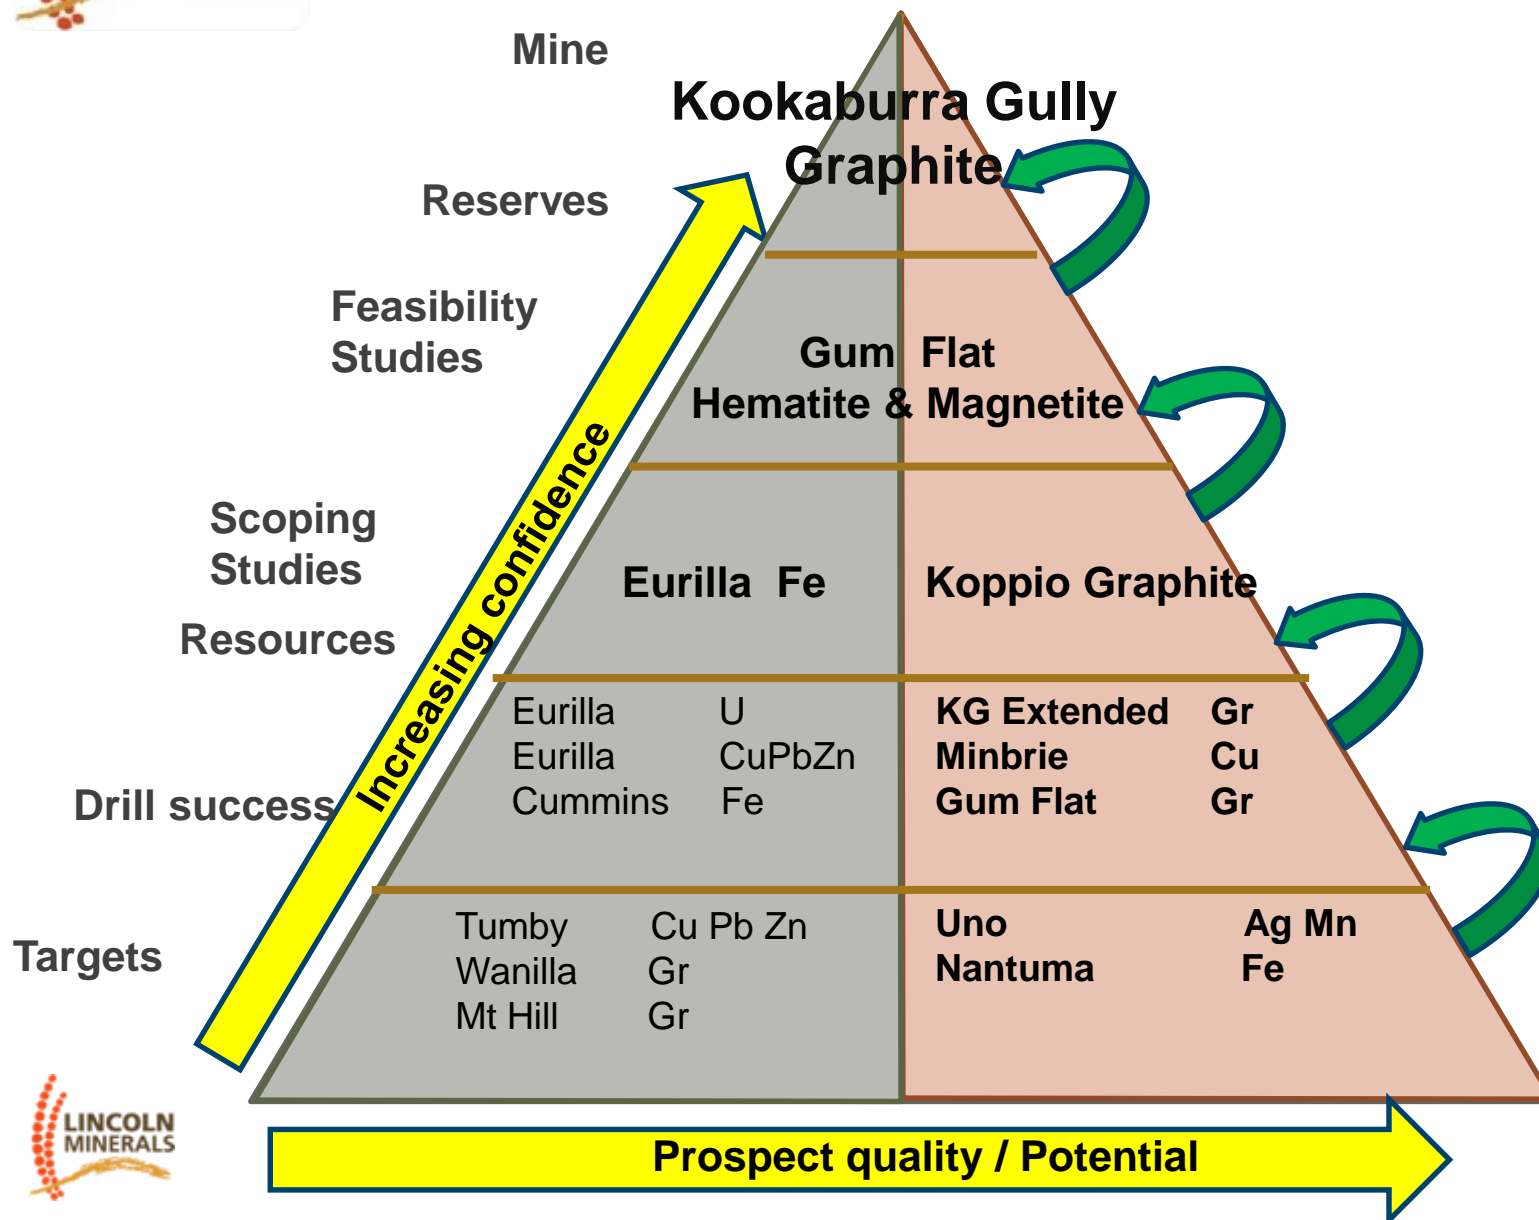 Mine
Kookaburra Gully
Graphite
Reserves
Feasibility
Studies
Gum Flat
Hematite & Magnetite
Increasing confidence
Scoping
Studies
Eurilla Fe
Koppio Graphite
Resources
Eurilla U
Eurilla CuPbZn
Cummins Fe
KG Extended Gr
Minbrie Cu
Gum Flat Gr
Drill success
Tumby Cu Pb Zn
Wanilla Gr
Mt Hill Gr
Uno Ag Mn
Nantuma Fe
Targets
LINCOLN
MINERALS
Prospect quality / Potential